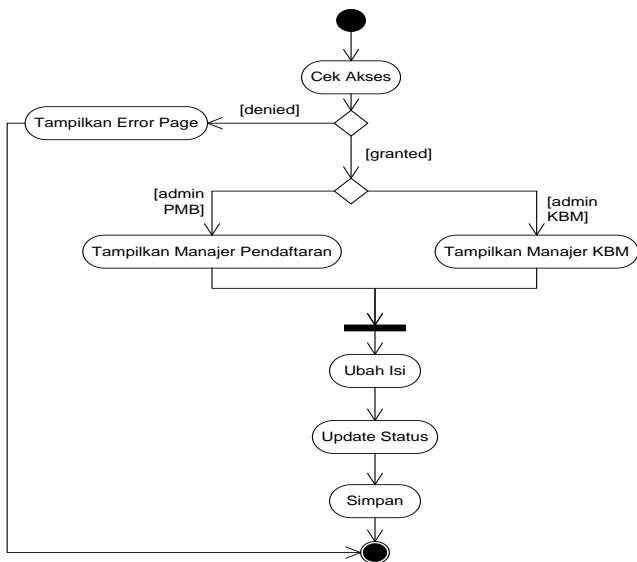 Cek Akses
[denied]
Tampilkan Error Page
[granted]
[admin
PMB]
[admin
KBM]
Tampilkan Manajer Pendaftaran
Tampilkan Manajer KBM
Ubah Isi
Update Status
Simpan